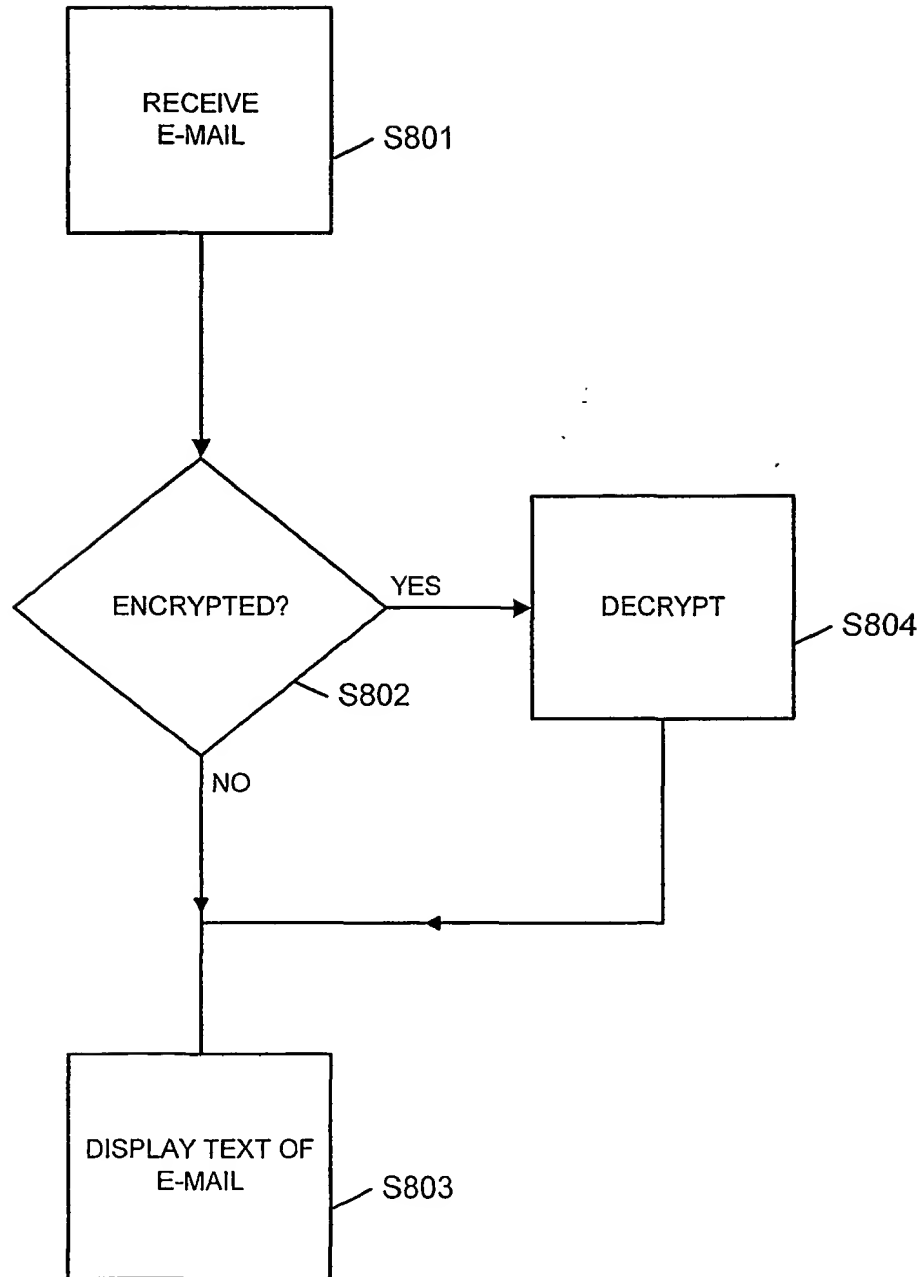 RECEIVE
E-MAIL
S801
ENCRYPTED?
YES
S802
DECRYPT
S804
NO
DISPLAY TEXT OF
E-MAIL
S803